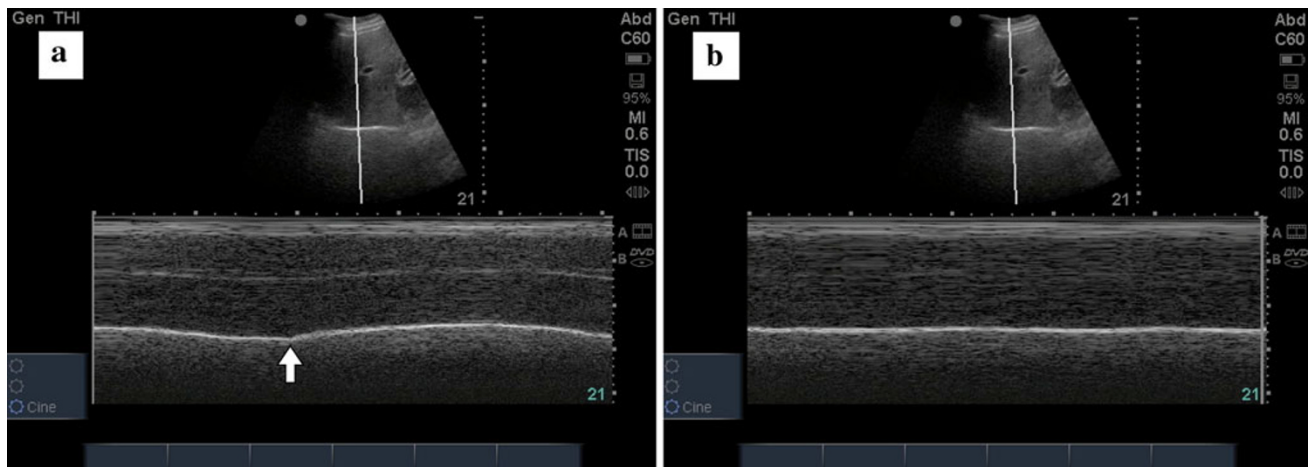 Gen THI
a
Abd
C60
95%
MI
0.6
TIS
0.0
21
A
DVD
B
21
Cine
Gen THI
b
Abd
C60
95%
MI
0.6
TIS
0.0
21
A
DVD
B
21
Cine